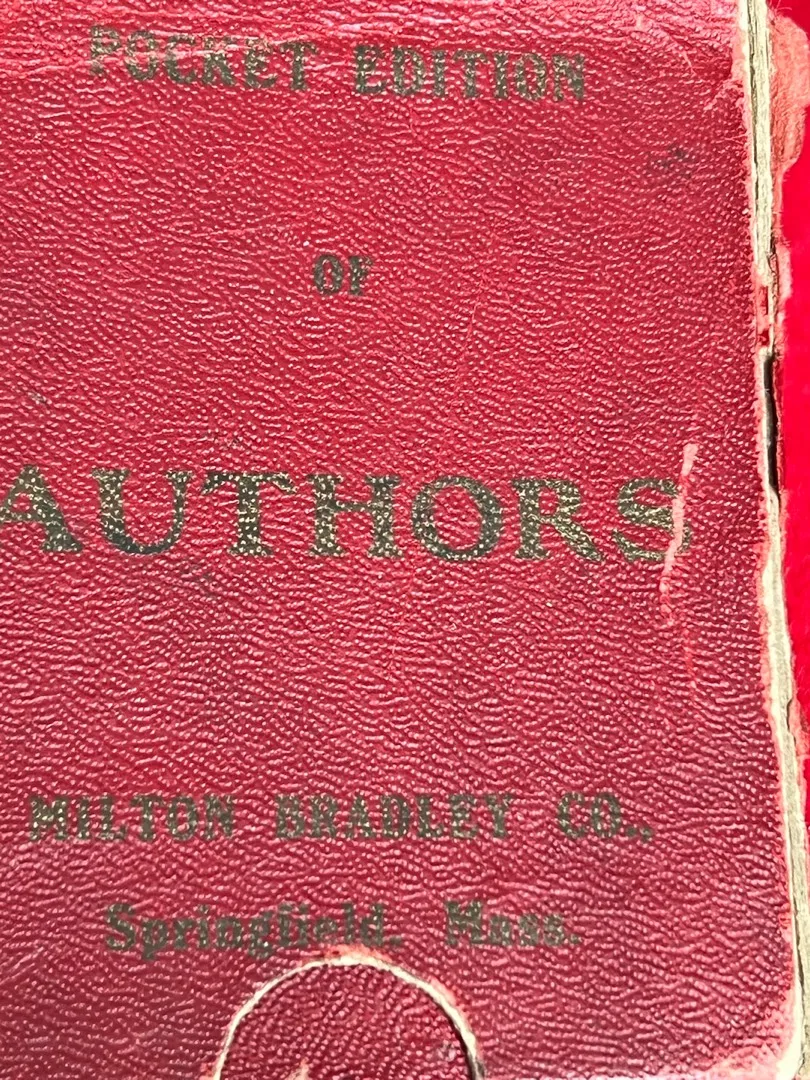 POCKET EDITION
OF
AUTHORS
MILTON BRADLEY CO.,
Springfield, Mass.